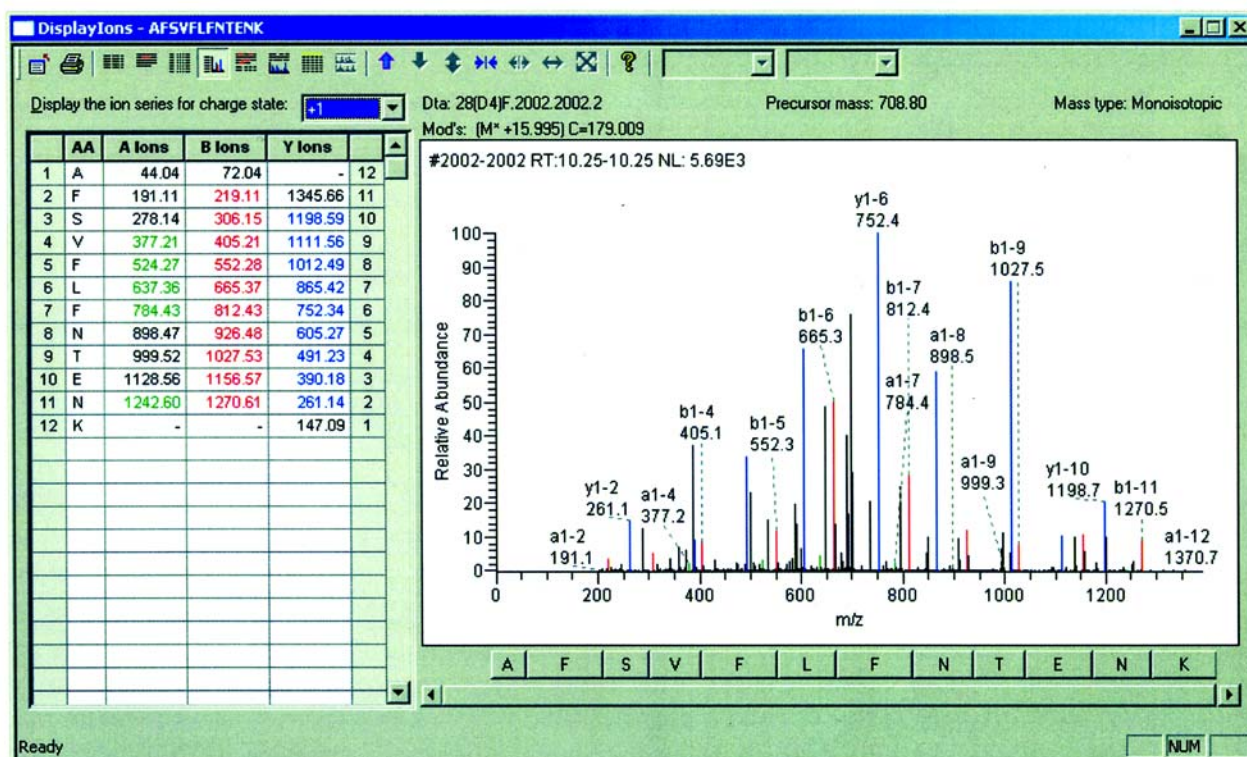 DisplayIons - AFSVFLFNTENK
Display the ion series for charge state: +1
AA A Ions B Ions Y Ions
1 A 44.04 72.04 - 12
2 F 191.11 219.11 1345.66 11
3 S 278.14 306.15 1198.59 10
4 V 377.21 405.21 1111.56 9
5 F 524.27 552.28 1012.49 8
6 L 637.36 665.37 865.42 7
7 F 784.43 812.43 752.34 6
8 N 898.47 926.48 605.27 5
9 T 999.52 1027.53 491.23 4
10 E 1128.56 1156.57 390.18 3
11 N 1242.60 1270.61 261.14 2
12 K - - 147.09 1
Dta: 28(D4)F.2002.2002.2 Precursor mass: 708.80 Mass type: Monoisotopic
Mod's: (M* +15.995) C=179.009
#2002-2002 RT:10.25-10.25 NL: 5.69E3
y1-6
752.4
b1-9
1027.5
b1-7
812.4
b1-6
665.3
a1-8
898.5
a1-7
784.4
b1-4
405.1
b1-5
552.3
a1-9
999.3
y1-10
1198.7
b1-11
1270.5
y1-2
261.1
a1-4
377.2
a1-2
191.1
a1-12
1370.7
Relative Abundance
100
90
80
70
60
50
40
30
20
10
0
0 200 400 600 800 1000 1200
m/z
A F S V F L F N T E N K
Ready NUM